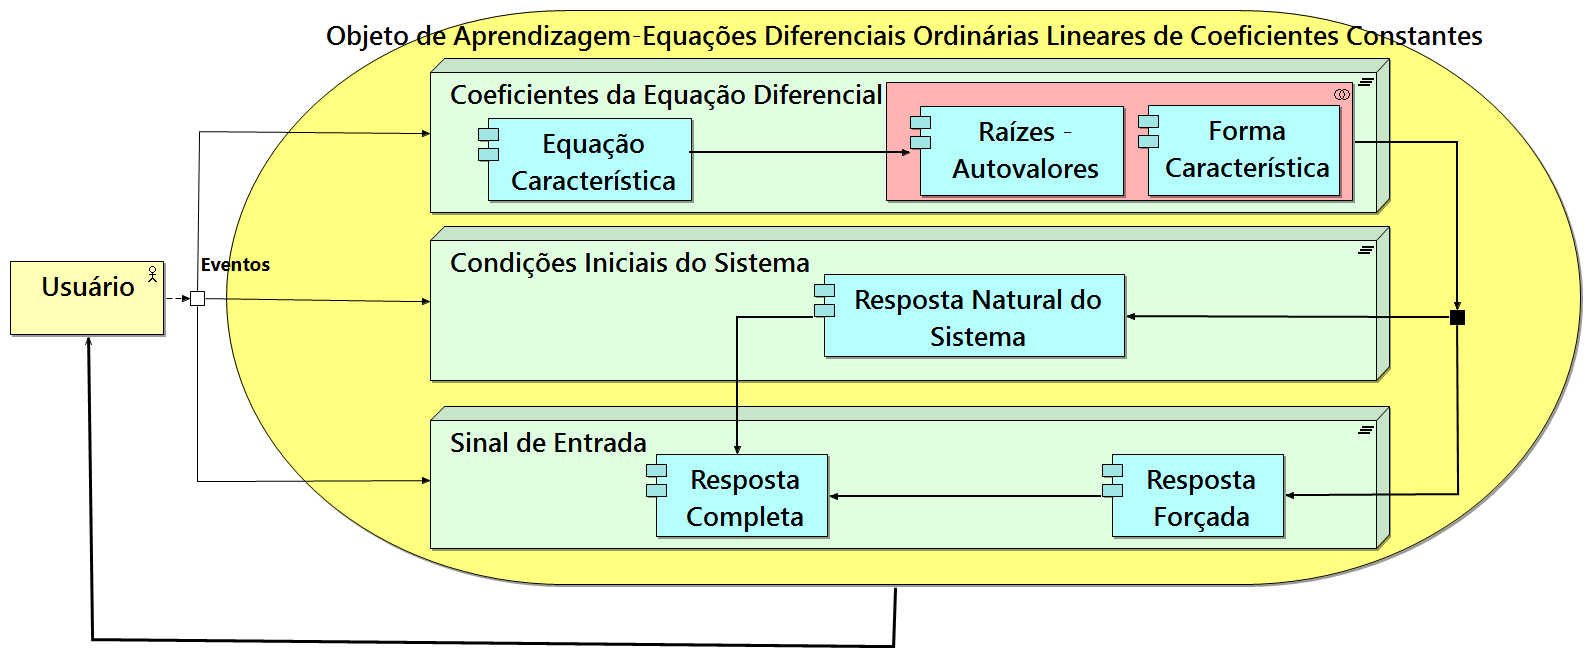 Objeto de Aprendizagem-Equações Diferenciais Ordinárias Lineares de Coeficientes Constantes
Coeficientes da Equação Diferencial
Equação
Característica
Raízes -
Autovalores
Forma
Característica
Eventos
Usuário
Condições Iniciais do Sistema
Resposta Natural do
Sistema
Sinal de Entrada
Resposta
Completa
Resposta
Forçada